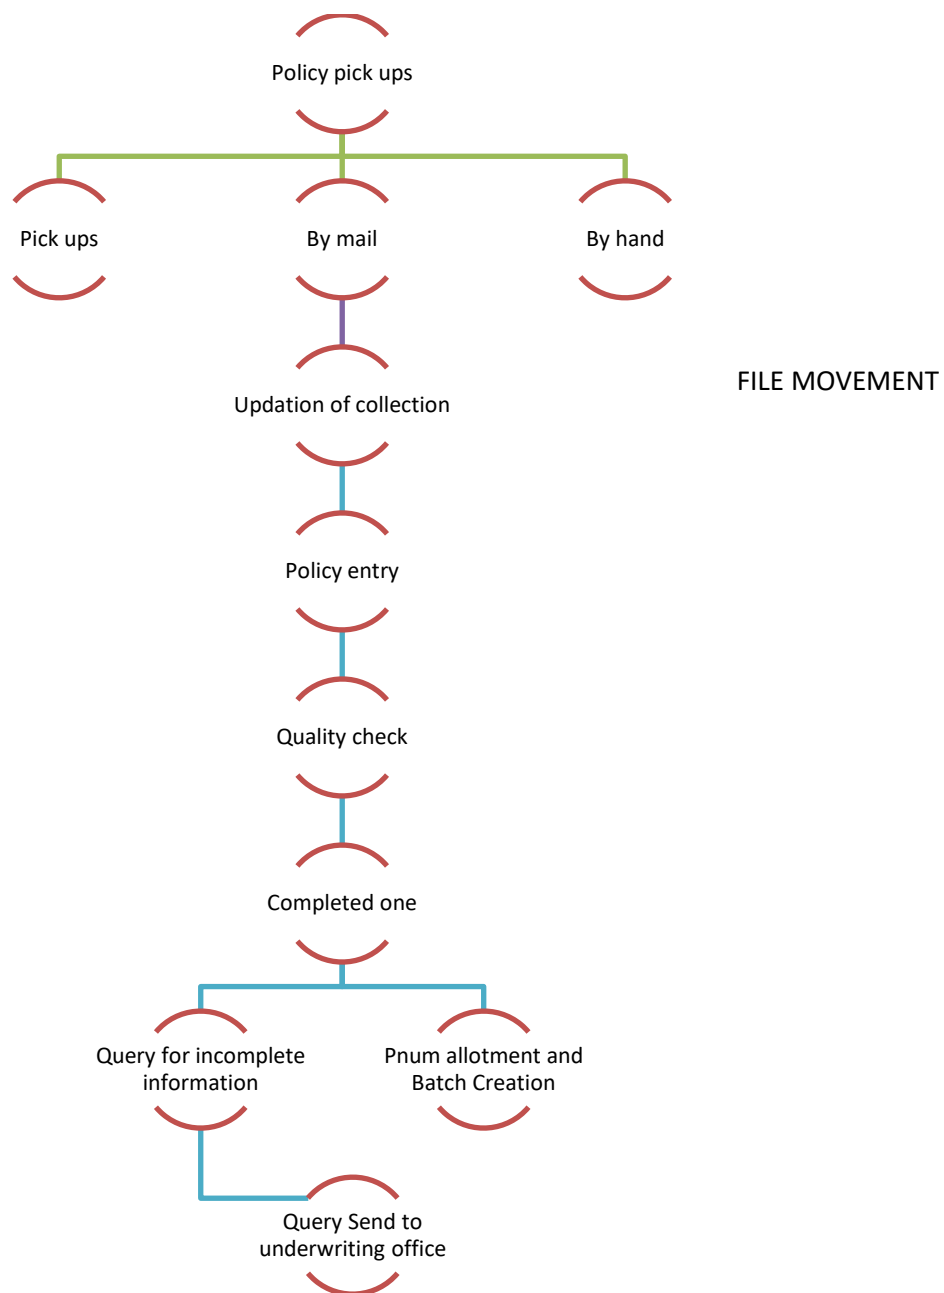 Policy pick ups
Pick ups
By mail
By hand
FILE MOVEMENT
Updation of collection
Policy entry
Quality check
Completed one
Query for incomplete
information
Pnum allotment and
Batch Creation
Query Send to
underwriting office